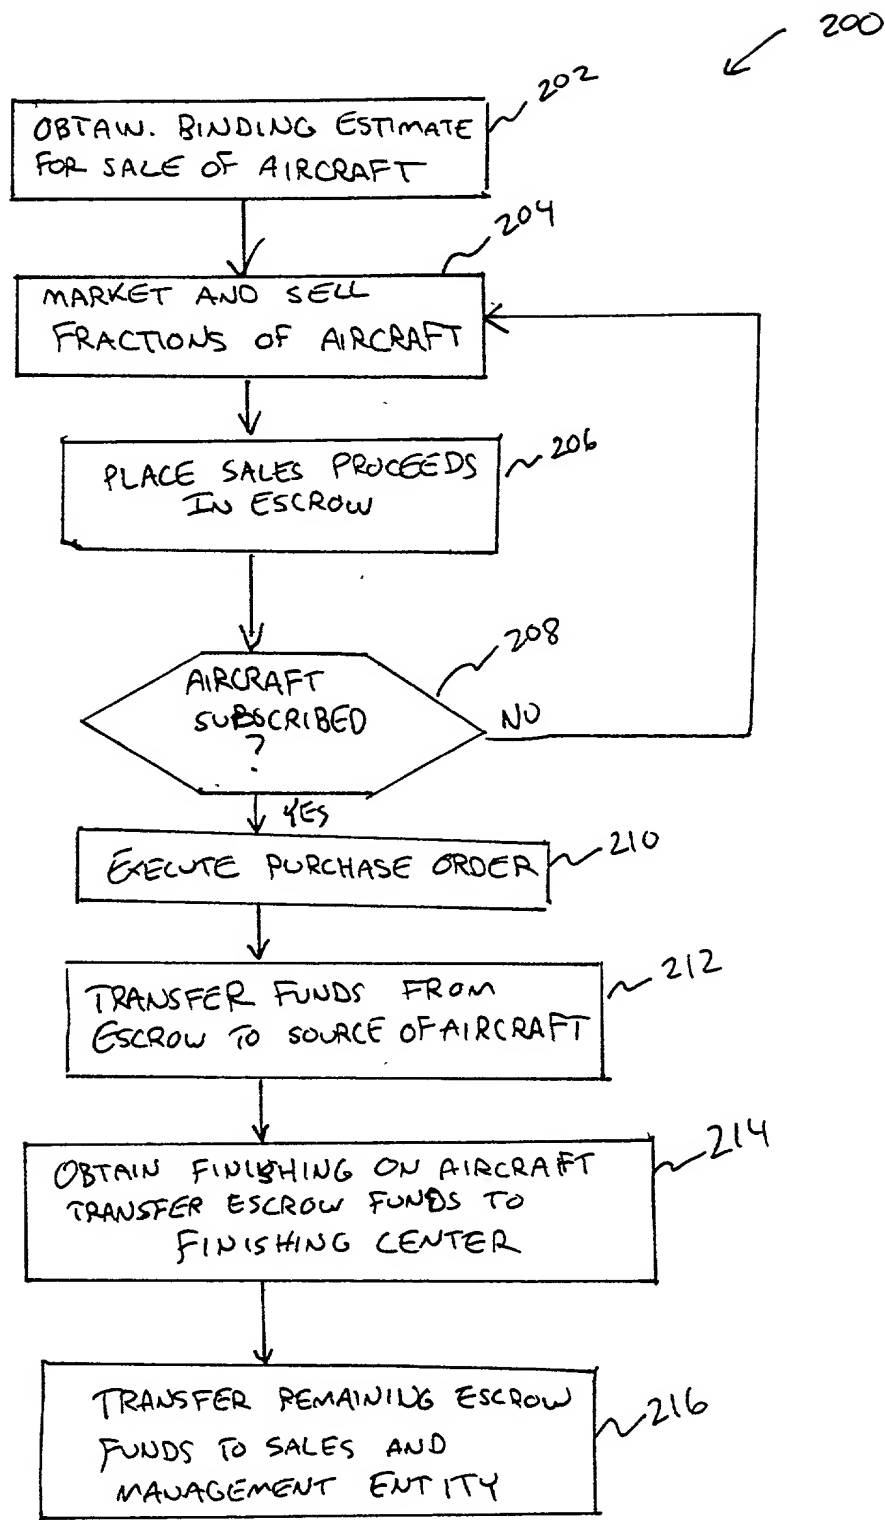 200
202
OBTAIN. BINDING ESTIMATE
FOR SALE OF AIRCRAFT
204
MARKET AND SELL
FRACTIONS OF AIRCRAFT
206
PLACE SALES PROCEEDS
IN ESCROW
208
AIRCRAFT
SUBSCRIBED
?
NO
YES
EXECUTE PURCHASE ORDER
210
212
TRANSFER FUNDS FROM
ESCROW TO SOURCE OF AIRCRAFT
214
OBTAIN FINISHING ON AIRCRAFT
TRANSFER ESCROW FUNDS TO
FINISHING CENTER
216
TRANSFER REMAINING ESCROW
FUNDS TO SALES AND
MANAGEMENT ENTITY